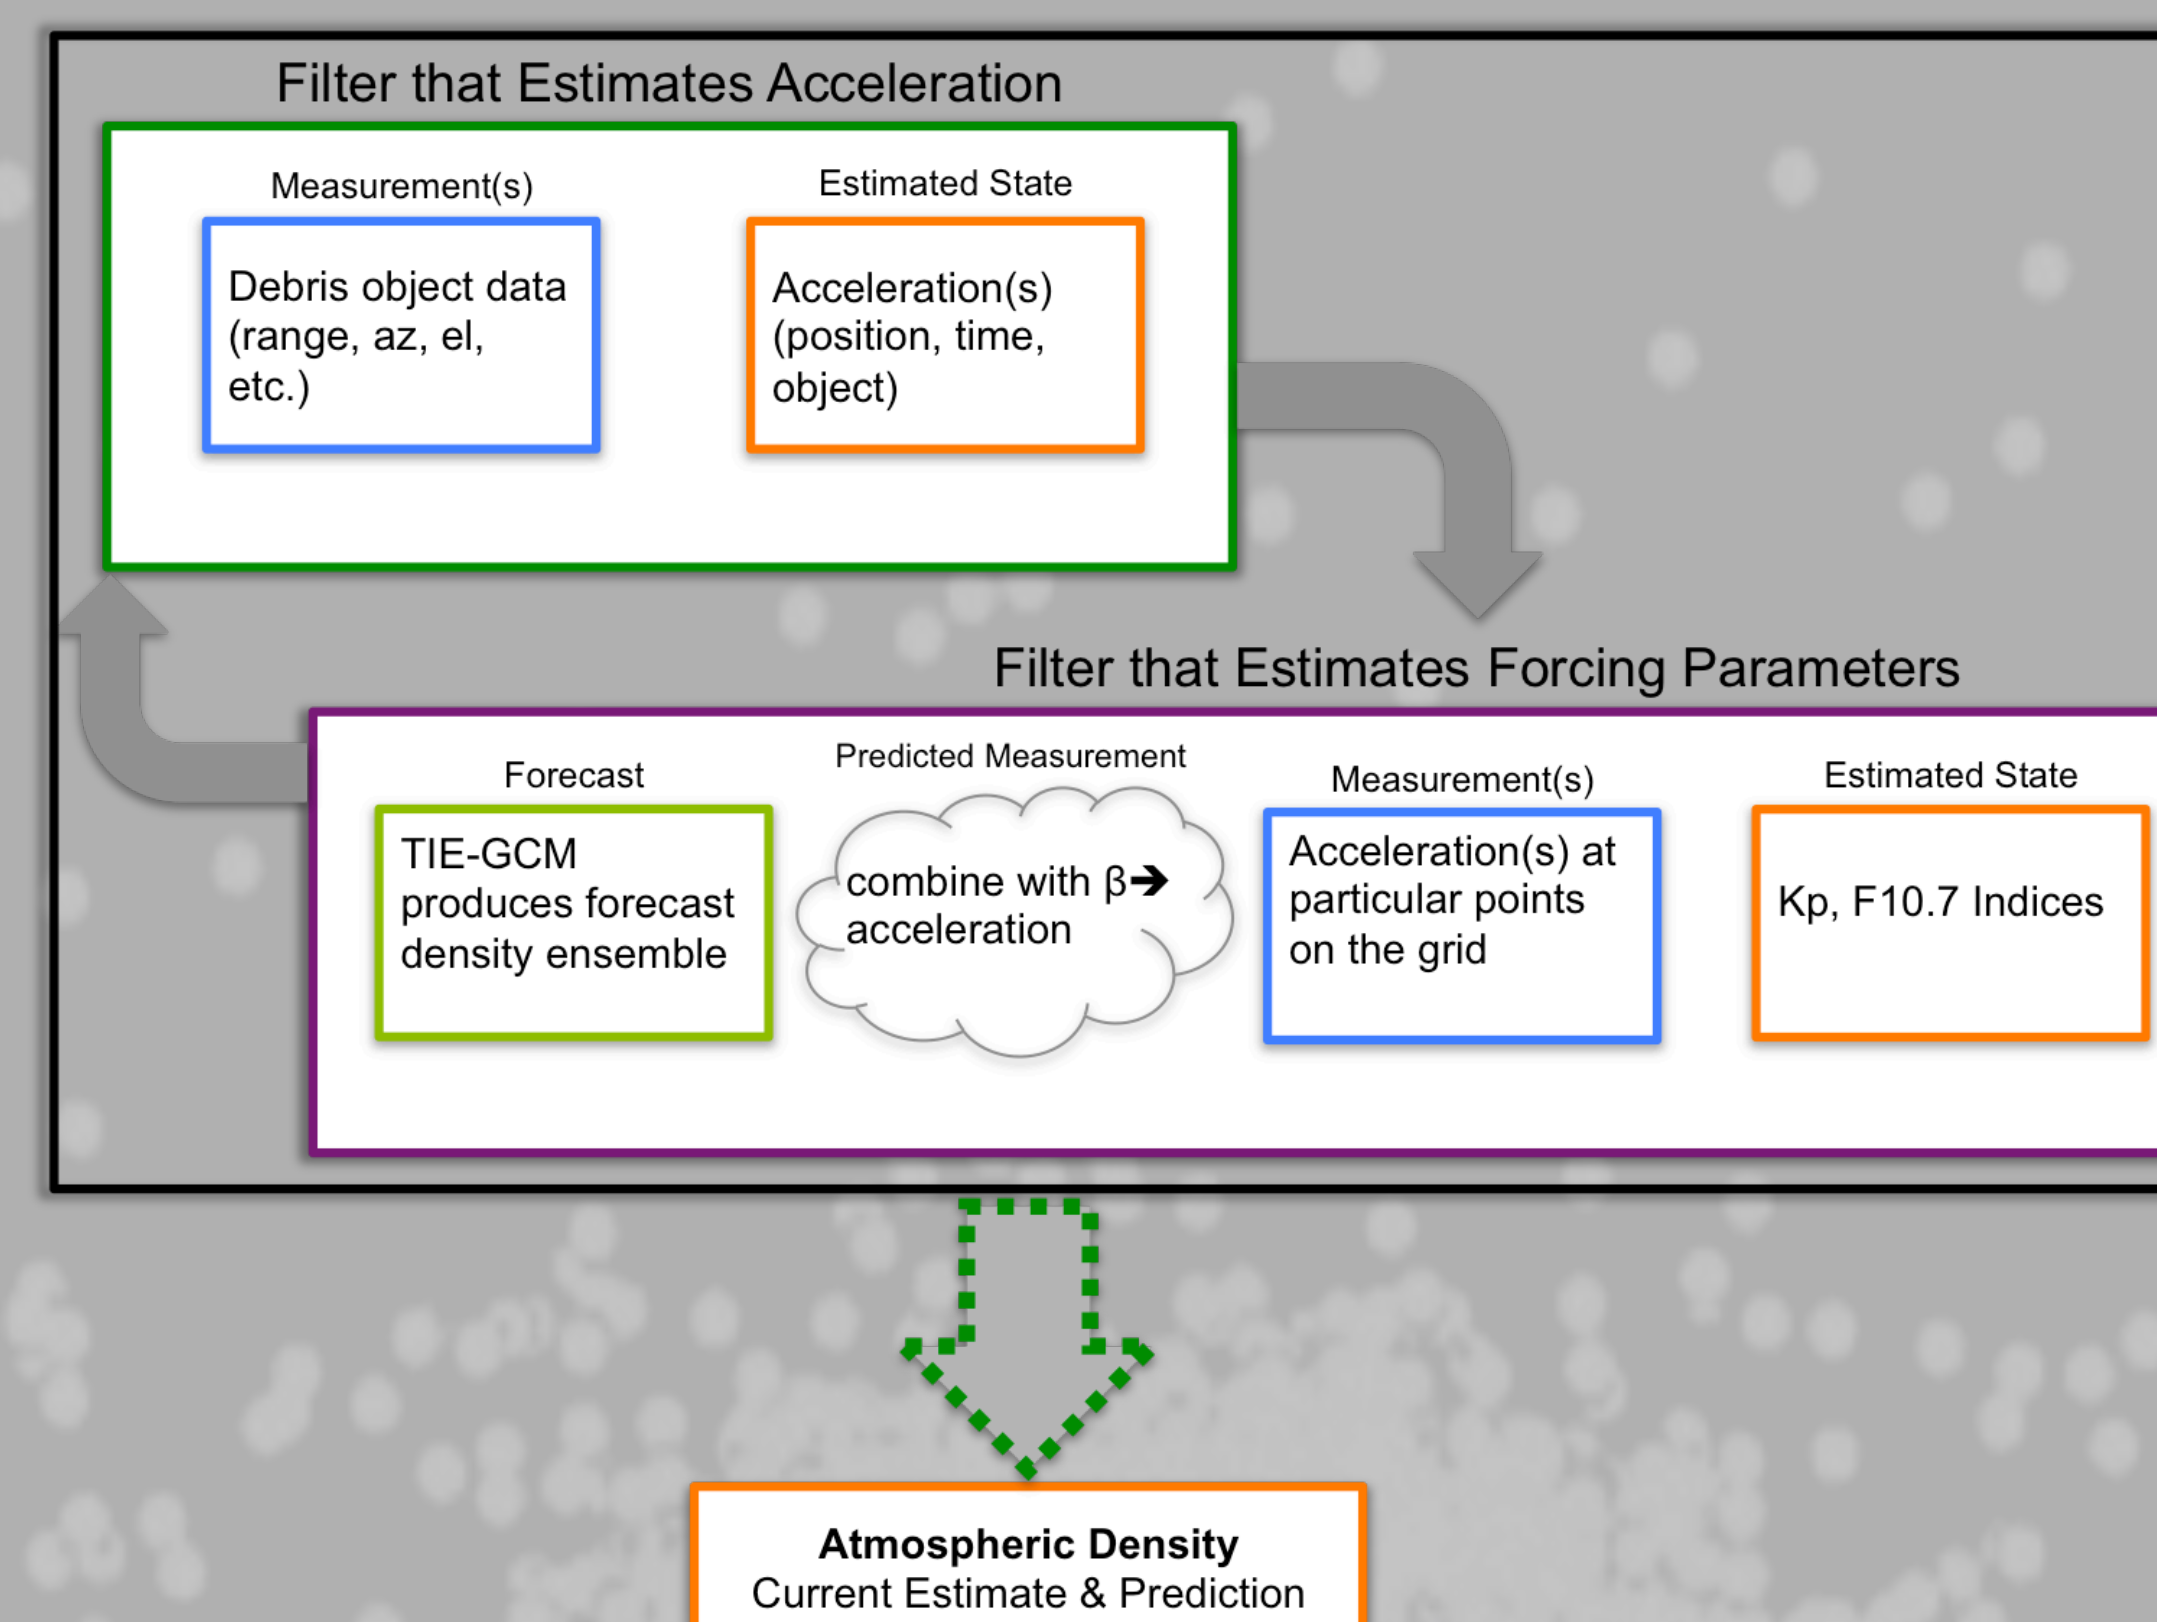 Filter that Estimates Acceleration
Measurement(s)
Debris object data
(range, az, el,
etc.)
Estimated State
Acceleration(s)
(position, time,
object)
Filter that Estimates Forcing Parameters
Forecast
TIE-GCM
produces forecast
density ensemble
Predicted Measurement
combine with β➔
acceleration
Measurement(s)
Acceleration(s) at
particular points
on the grid
Estimated State
Kp, F10.7 Indices
Atmospheric Density
Current Estimate & Prediction